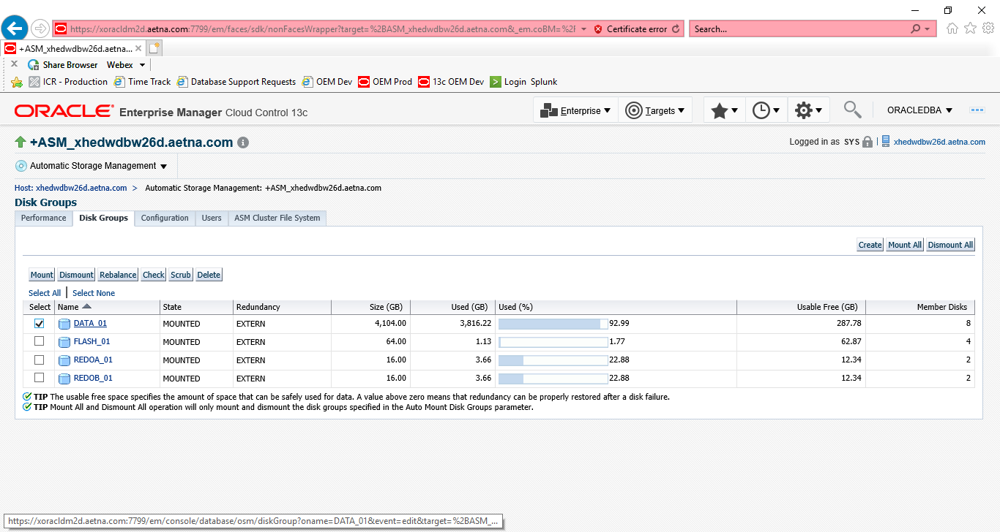 https://xoracldm2d.aetna.com:7799/em/faces/sdk/nonFacesWrapper?target=%2BASM_xhedwdbw26d.aetna.com&_em.coBM=%2F Certificate error Search...
+ASM_xhedwdbw26d.aetna...
Share Browser Webex
ICR - Production Time Track Database Support Requests OEM Dev OEM Prod 13c OEM Dev Login Splunk
ORACLE Enterprise Manager Cloud Control 13c Enterprise Targets ORACLEDBA
+ASM_xhedwdbw26d.aetna.com Logged in as SYS xhedwdbw26d.aetna.com
Automatic Storage Management
Host: xhedwdbw26d.aetna.com > Automatic Storage Management: +ASM_xhedwdbw26d.aetna.com
Disk Groups
Performance Disk Groups Configuration Users ASM Cluster File System
Create Mount All Dismount All
Mount Dismount Rebalance Check Scrub Delete
Select All | Select None
Select Name State Redundancy Size (GB) Used (GB) Used (%) Usable Free (GB) Member Disks
DATA_01 MOUNTED EXTERN 4,104.00 3,816.22 92.99 287.78 8
FLASH_01 MOUNTED EXTERN 64.00 1.13 1.77 62.87 4
REDOA_01 MOUNTED EXTERN 16.00 3.66 22.88 12.34 2
REDOB_01 MOUNTED EXTERN 16.00 3.66 22.88 12.34 2
TIP The usable free space specifies the amount of space that can be safely used for data. A value above zero means that redundancy can be properly restored after a disk failure.
TIP Mount All and Dismount All operation will only mount and dismount the disk groups specified in the Auto Mount Disk Groups parameter.
https://xoracldm2d.aetna.com:7799/em/console/database/osm/diskGroup?oname=DATA_01&event=edit&target=%2BASM_...